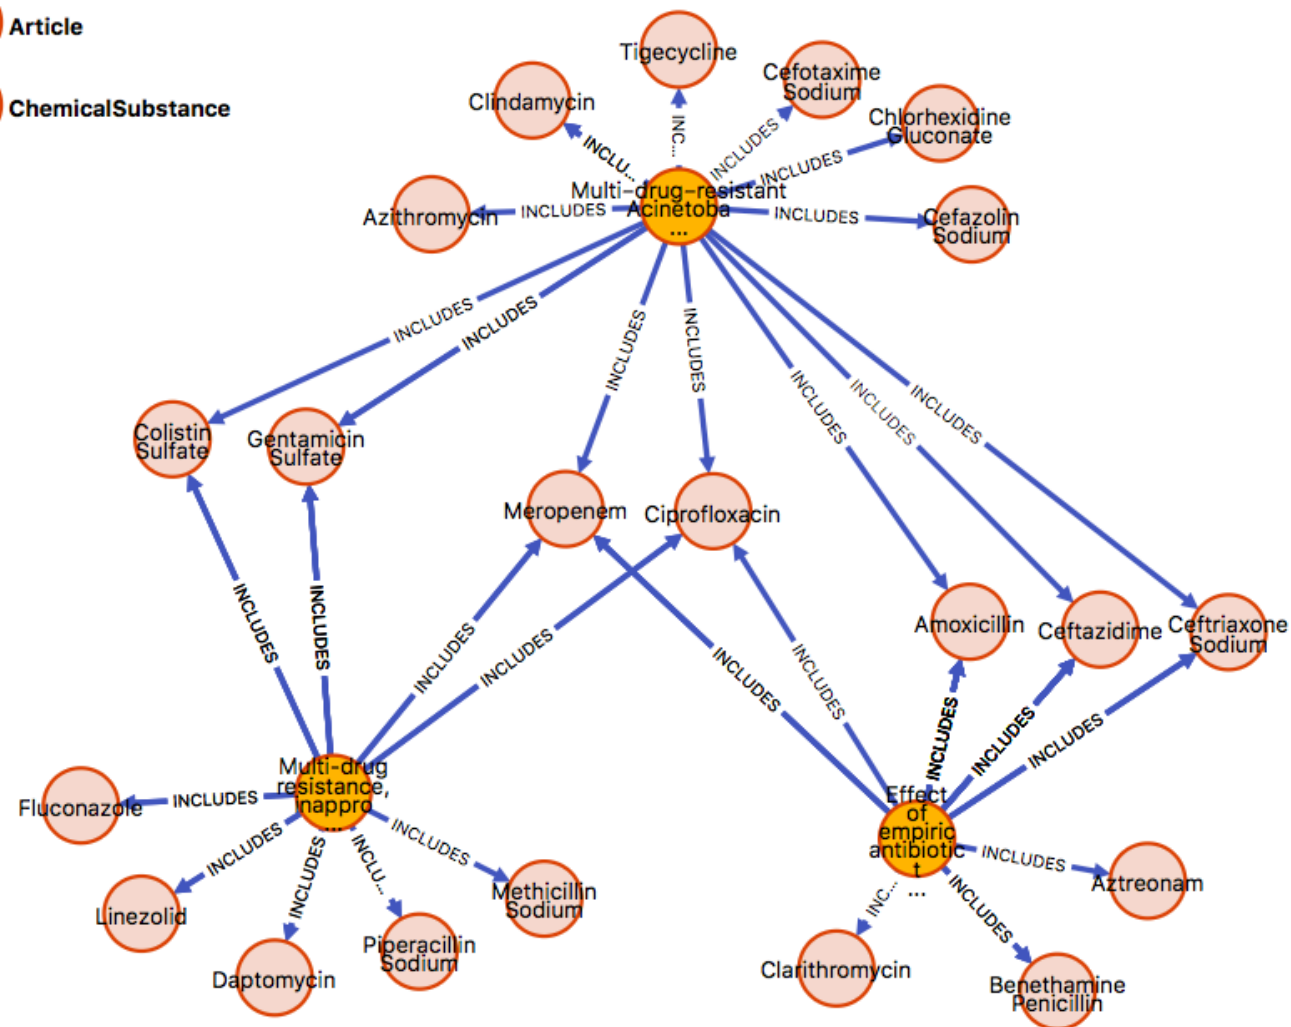 Article
ChemicalSubstance
Tigecycline
Cefotaxime
Sodium
Clindamycin
Chlorhexidine
Gluconate
INC...
INCLUDES
INCLU...
INCLUDES
Multi-drug-resistant
Acinetoba
...
Azithromycin
INCLUDES
INCLUDES
Cefazolin
Sodium
INCLUDES
INCLUDES
INCLUDES
INCLUDES
INCLUDES
INCLUDES
INCLUDES
Colistin
Sulfate
Gentamicin
Sulfate
Meropenem
Ciprofloxacin
Amoxicillin
Ceftazidime
Ceftriaxone
Sodium
INCLUDES
INCLUDES
INCLUDES
INCLUDES
INCLUDES
INCLUDES
INCLUDES
INCLUDES
INCLUDES
Multi-drug
resistance,
inappro
...
Effect
of
empiric
antibiotic
t
...
Fluconazole
INCLUDES
INCLUDES
INCLUDES
INCLU...
INCLUDES
INCLUDES
Aztreonam
Linezolid
Methicillin
Sodium
INC...
INCLUDES
Daptomycin
Piperacillin
Sodium
Clarithromycin
Benethamine
Penicillin